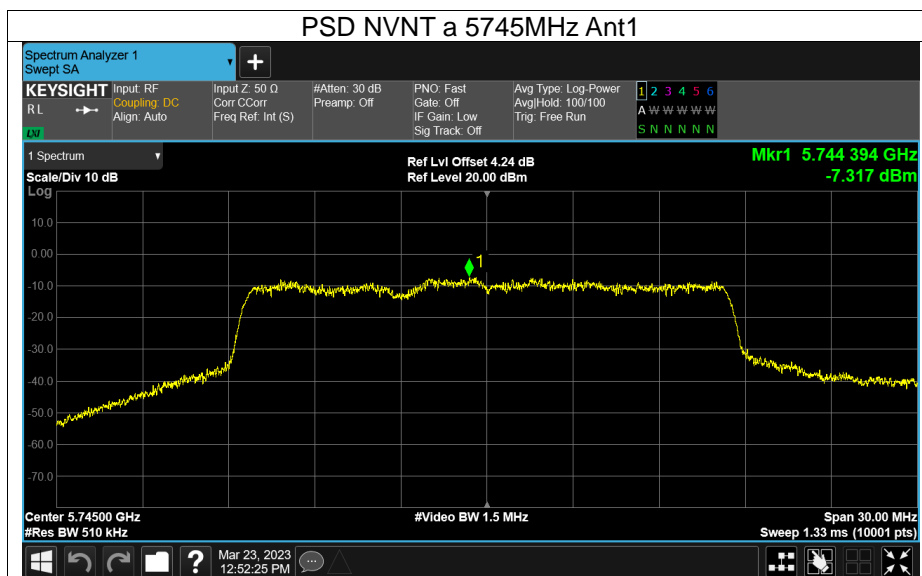 PSD NVNT a 5745MHz Ant1
Spectrum Analyzer 1
Swept SA
+
KEYSIGHT
RL
LXI
Input: RF
Coupling: DC
Align: Auto
Input Z: 50 Ω
Corr CCorr
Freq Ref: Int (S)
#Atten: 30 dB
Preamp: Off
PNO: Fast
Gate: Off
IF Gain: Low
Sig Track: Off
Avg Type: Log-Power
Avg|Hold: 100/100
Trig: Free Run
1 2 3 4 5 6
A W W W W W
S N N N N N
1 Spectrum
Scale/Div 10 dB
Ref Lvl Offset 4.24 dB
Ref Level 20.00 dBm
Mkr1 5.744 394 GHz
-7.317 dBm
Log
10.0
0.00
1
-10.0
-20.0
-30.0
-40.0
-50.0
-60.0
-70.0
Center 5.74500 GHz
#Video BW 1.5 MHz
Span 30.00 MHz
#Res BW 510 kHz
Sweep 1.33 ms (10001 pts)
?
Mar 23, 2023
12:52:25 PM